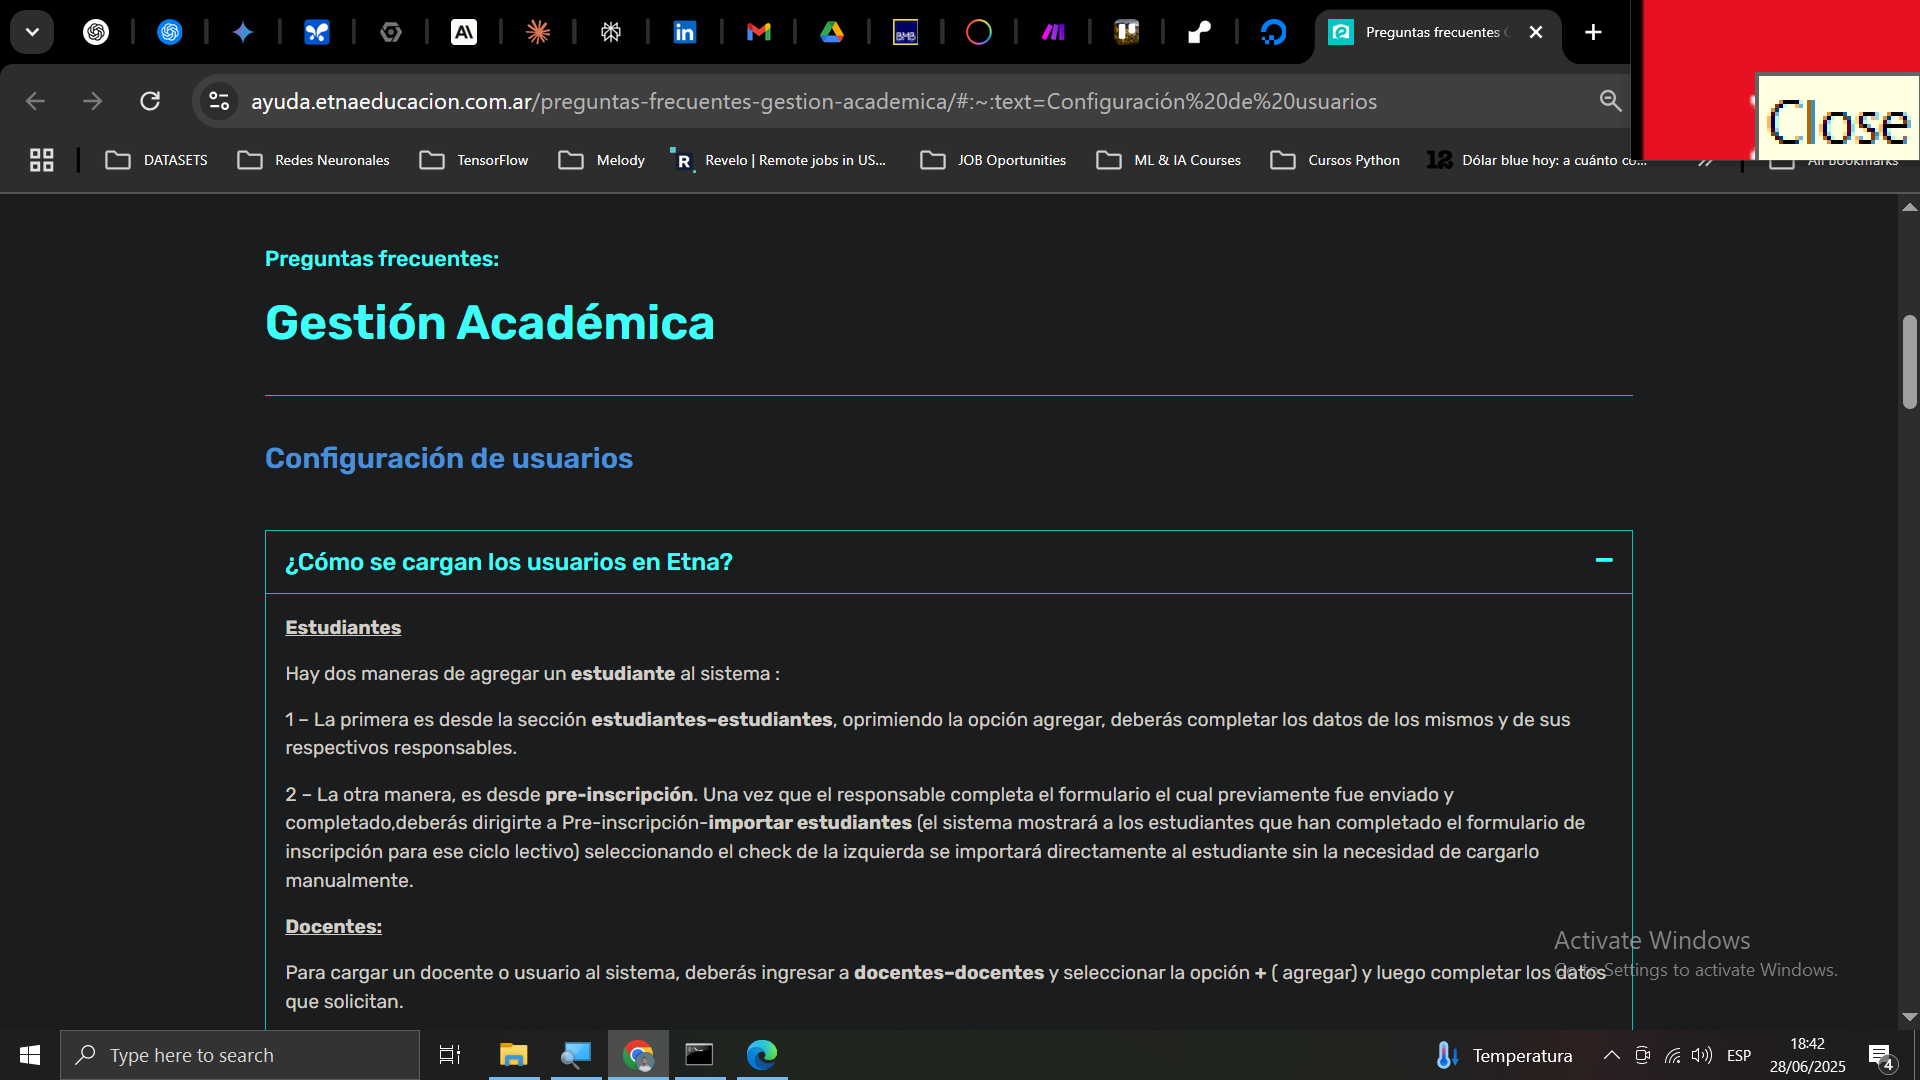 Preguntas frecuentes
Close
ayuda.etnaeducacion.com.ar/preguntas-frecuentes-gestion-academica/#:~:text=Configuración%20de%20usuarios
DATASETS
Redes Neuronales
TensorFlow
Melody
Revelo | Remote jobs in US...
JOB Oportunities
ML & IA Courses
Cursos Python
Dólar blue hoy: a cuánto co...
All Bookmarks
Preguntas frecuentes:
Gestión Académica
Configuración de usuarios
¿Cómo se cargan los usuarios en Etna?
Estudiantes
Hay dos maneras de agregar un estudiante al sistema :
1 – La primera es desde la sección estudiantes–estudiantes, oprimiendo la opción agregar, deberás completar los datos de los mismos y de sus
respectivos responsables.
2 – La otra manera, es desde pre-inscripción. Una vez que el responsable completa el formulario el cual previamente fue enviado y
completado,deberás dirigirte a Pre-inscripción-importar estudiantes (el sistema mostrará a los estudiantes que han completado el formulario de
inscripción para ese ciclo lectivo) seleccionando el check de la izquierda se importará directamente al estudiante sin la necesidad de cargarlo
manualmente.
Docentes:
Para cargar un docente o usuario al sistema, deberás ingresar a docentes–docentes y seleccionar la opción + ( agregar) y luego completar los datos
que solicitan.
Activate Windows
Go to Settings to activate Windows.
Type here to search
Temperatura
ESP
18:42
28/06/2025
4